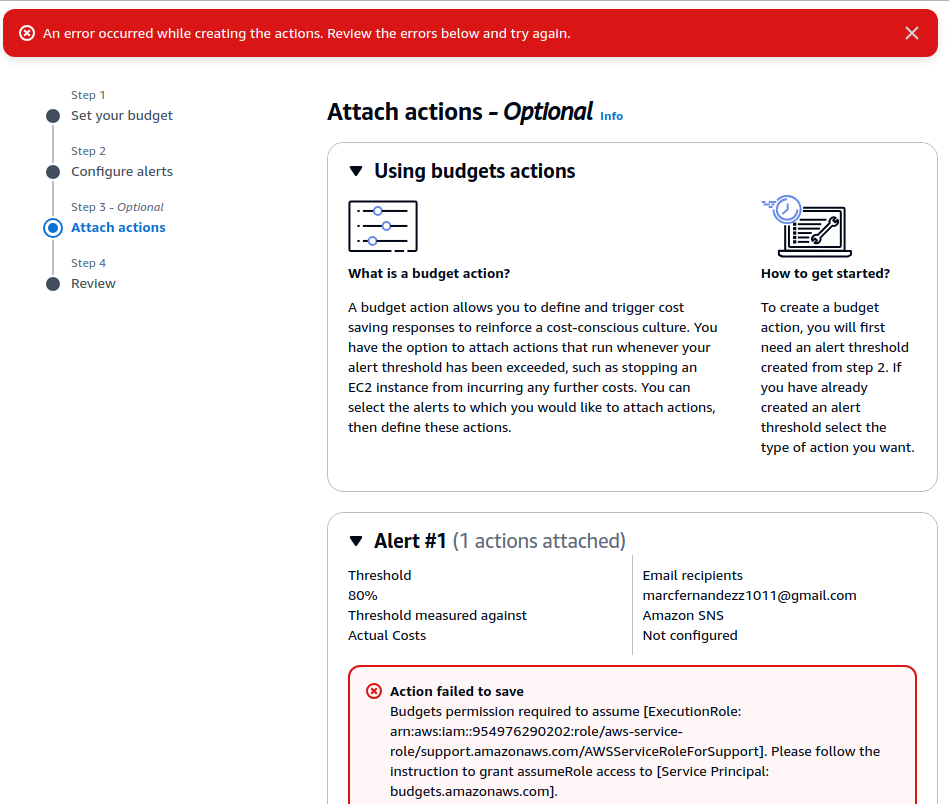 An error occurred while creating the actions. Review the errors below and try again.
Step 1
Set your budget
Step 2
Configure alerts
Step 3 - Optional
Attach actions
Step 4
Review
Attach actions - Optional Info
Using budgets actions
What is a budget action?
A budget action allows you to define and trigger cost
saving responses to reinforce a cost-conscious culture. You
have the option to attach actions that run whenever your
alert threshold has been exceeded, such as stopping an
EC2 instance from incurring any further costs. You can
select the alerts to which you would like to attach actions,
then define these actions.
How to get started?
To create a budget
action, you will first
need an alert threshold
created from step 2. If
you have already
created an alert
threshold select the
type of action you want.
Alert #1 (1 actions attached)
Threshold
80%
Threshold measured against
Actual Costs
Email recipients
marcfernandezz1011@gmail.com
Amazon SNS
Not configured
Action failed to save
Budgets permission required to assume [ExecutionRole:
arn:aws:iam::954976290202:role/aws-service-
role/support.amazonaws.com/AWSServiceRoleForSupport]. Please follow the
instruction to grant assumeRole access to [Service Principal:
budgets.amazonaws.com].